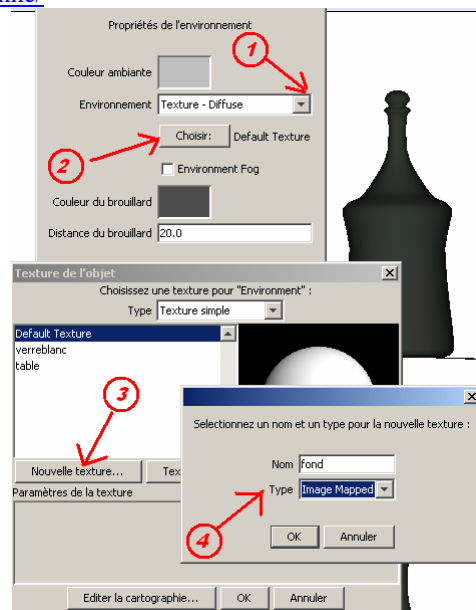 ine/
Propriétés de l'environnement
1
Couleur ambiante
Environnement Texture - Diffuse
Choisir: Default Texture
2
Environment Fog
Couleur du brouillard
Distance du brouillard 20.0
Texture de l'objet
Choisissez une texture pour "Environment" :
Type Texture simple
Default Texture
verreblanc
table
3
Selectionnez un nom et un type pour la nouvelle texture :
Nom fond
Type Image Mapped
4
OK Annuler
Nouvelle texture... Tex
Paramètres de la texture
Editer la cartographie... OK Annuler